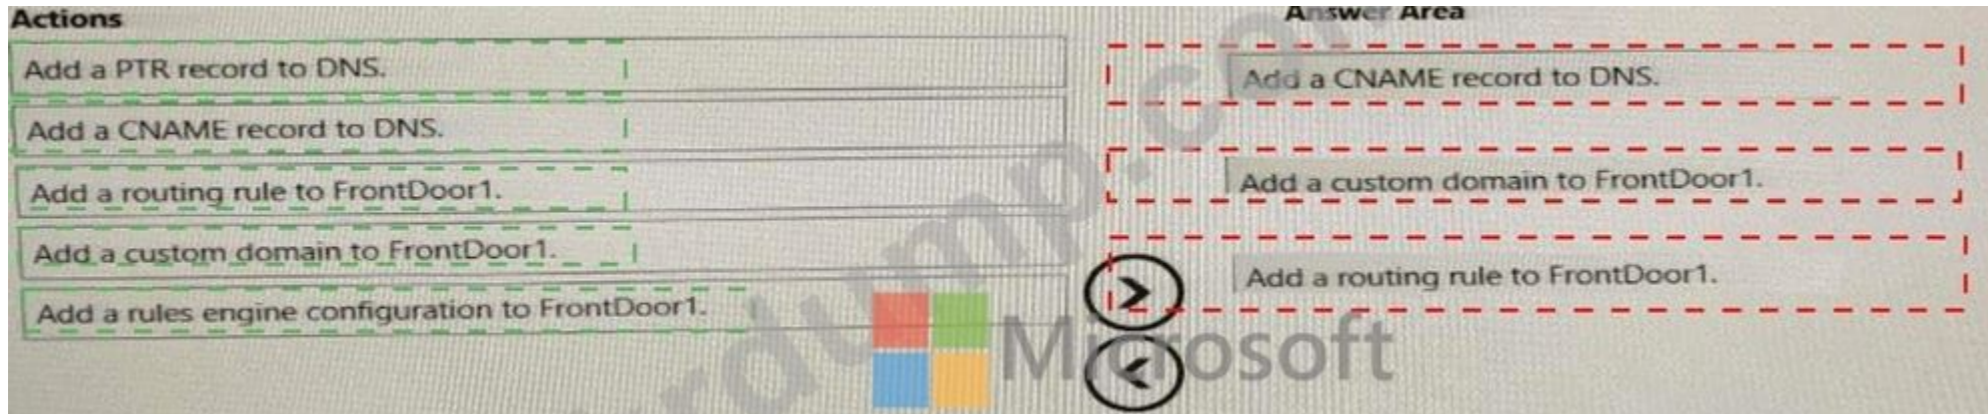 Actions
Answer Area
Add a PTR record to DNS.
Add a CNAME record to DNS.
Add a routing rule to FrontDoor1.
Add a custom domain to FrontDoor1.
Add a rules engine configuration to FrontDoor1.
Add a CNAME record to DNS.
Add a custom domain to FrontDoor1.
Add a routing rule to FrontDoor1.
Microsoft